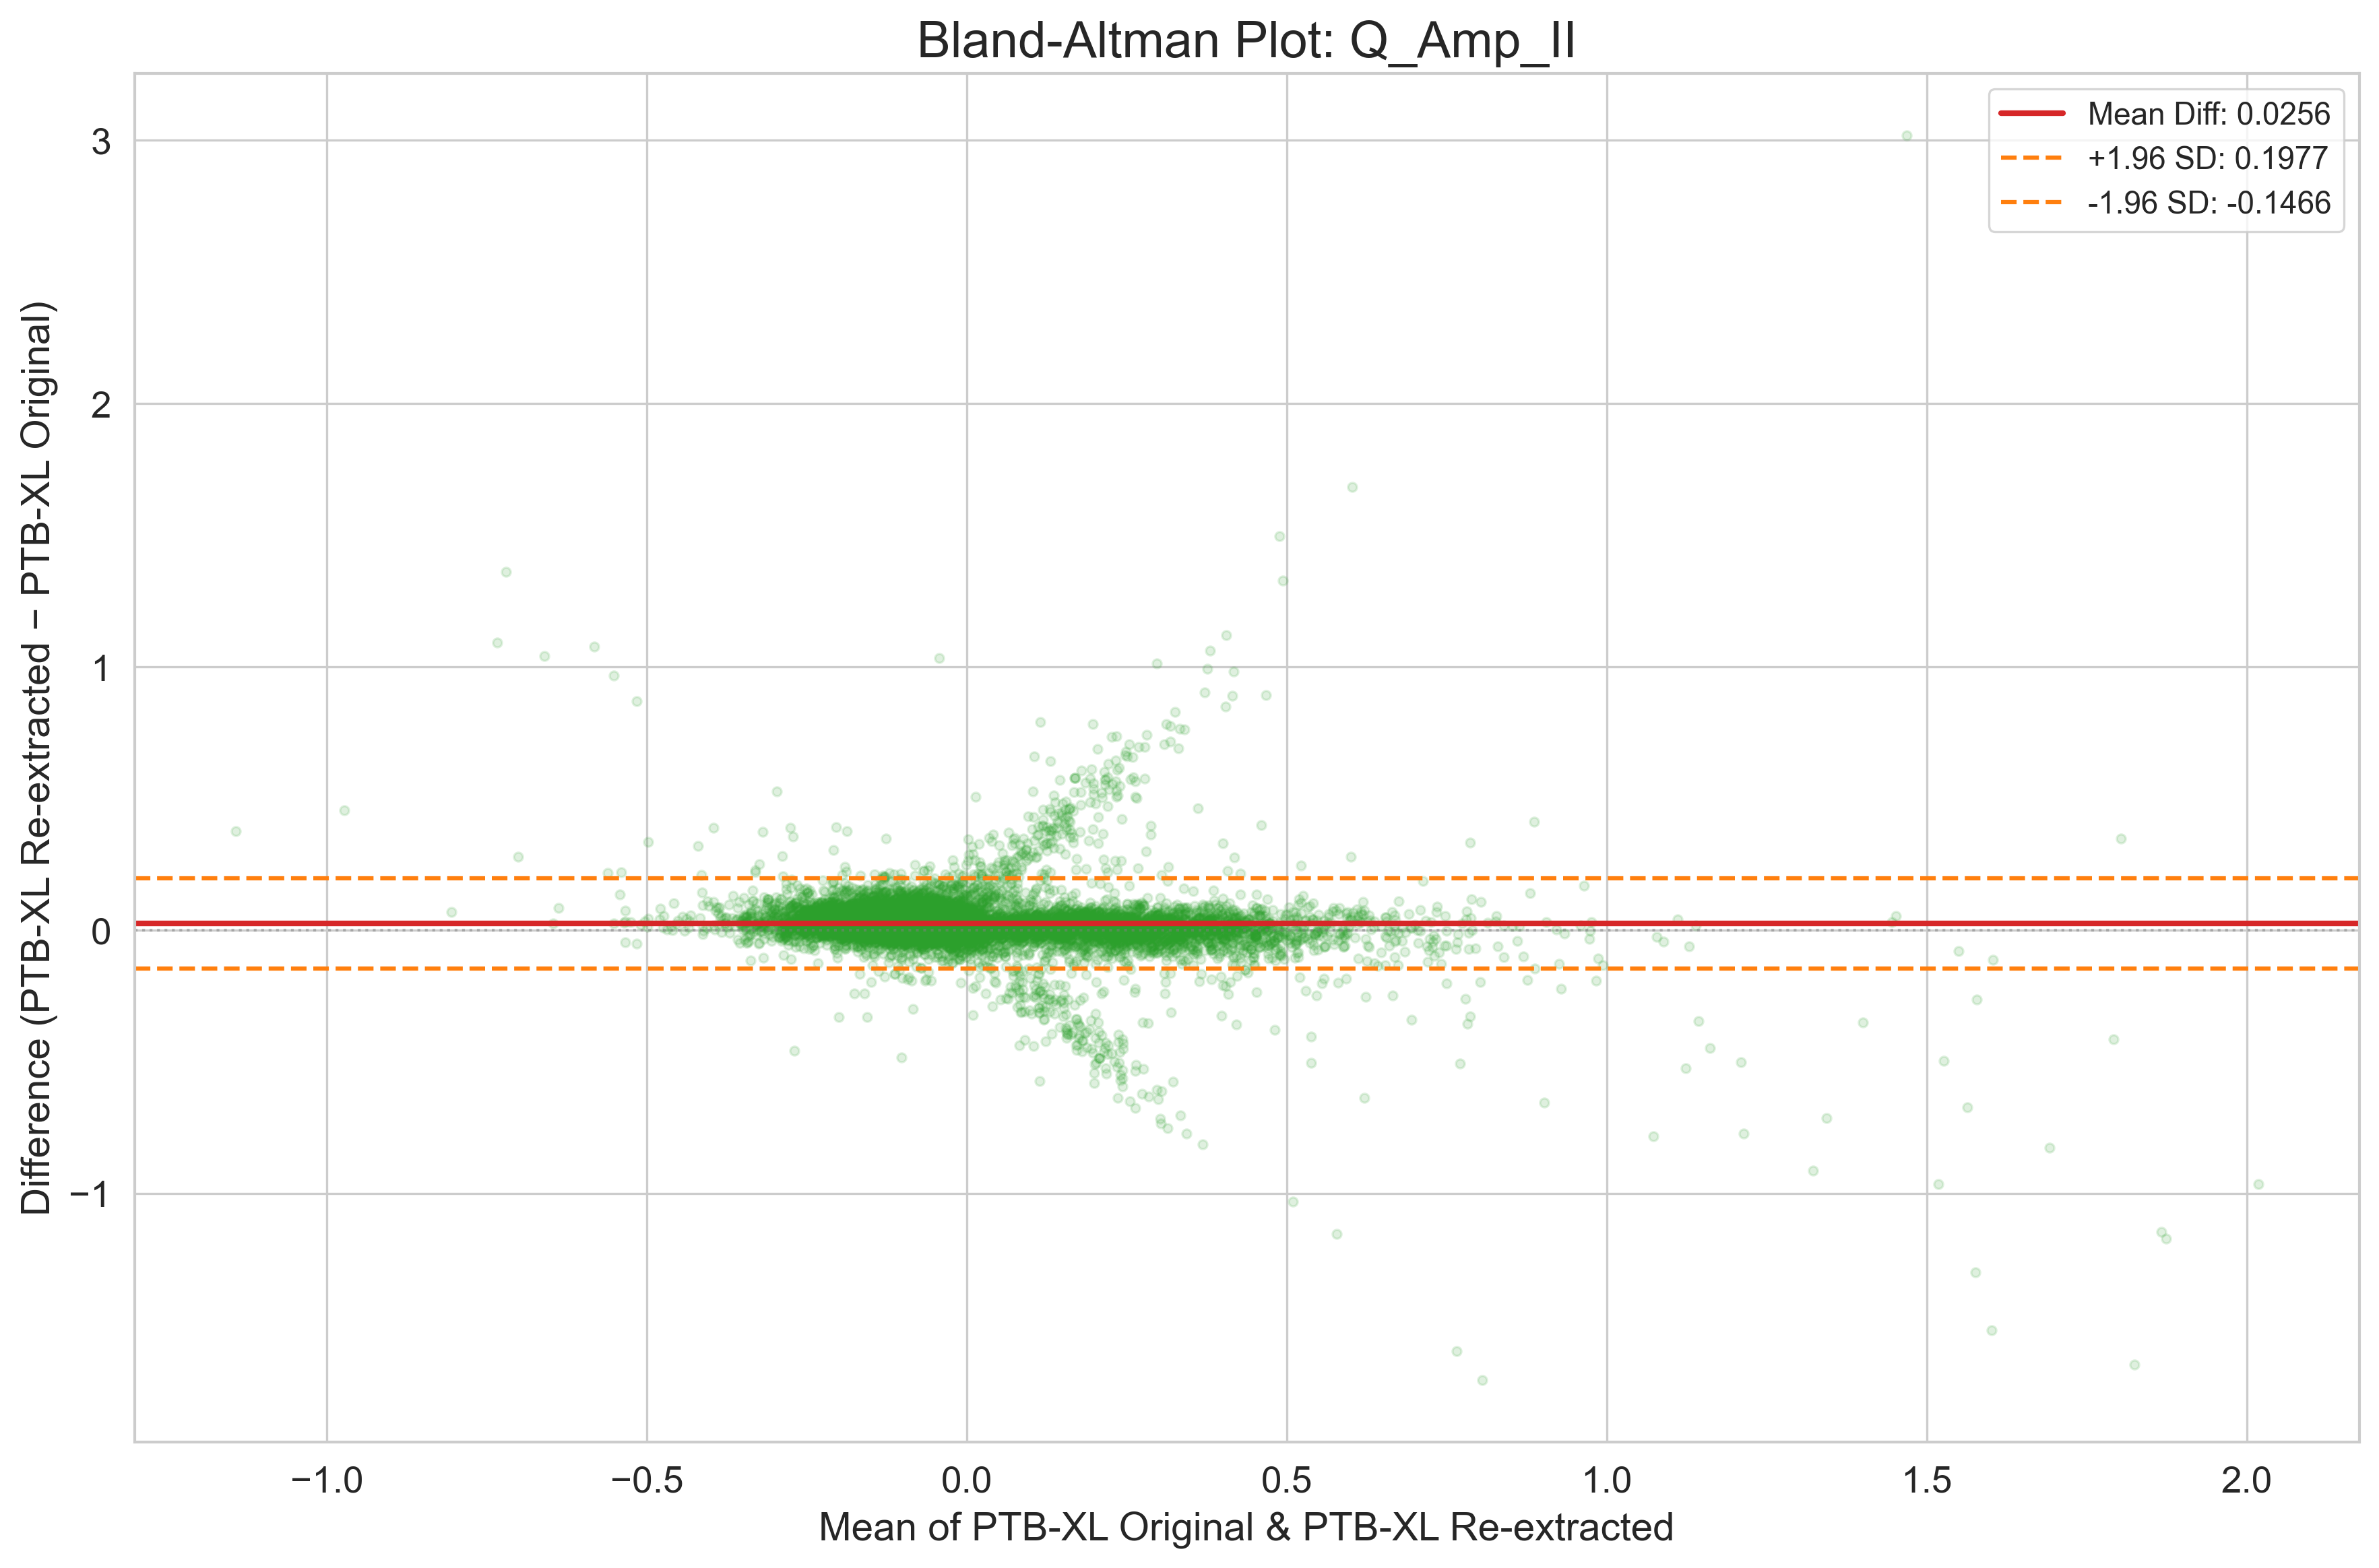 Bland-Altman Plot: Q_Amp_II
Mean Diff: 0.0256
+1.96 SD: 0.1977
-1.96 SD: -0.1466
Difference (PTB-XL Re-extracted − PTB-XL Original)
3
2
1
0
−1
−1.0
−0.5
0.0
0.5
1.0
1.5
2.0
Mean of PTB-XL Original & PTB-XL Re-extracted